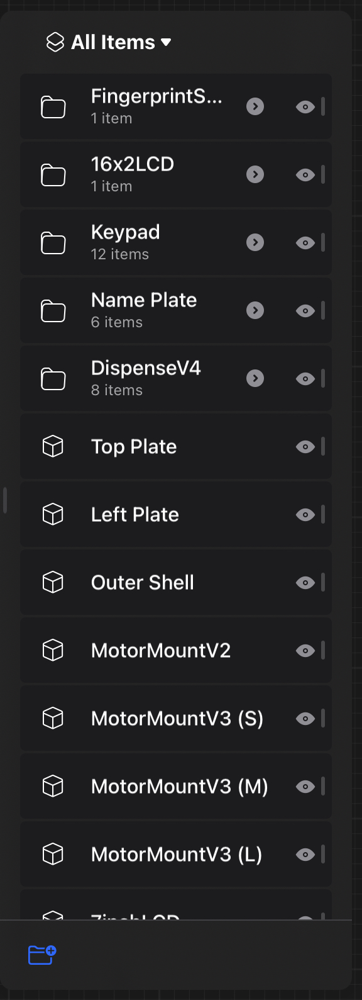 All Items
FingerprintS...
1 item
16x2LCD
1 item
Keypad
12 items
Name Plate
6 items
DispenseV4
8 items
Top Plate
Left Plate
Outer Shell
MotorMountV2
MotorMountV3 (S)
MotorMountV3 (M)
MotorMountV3 (L)
7inchLCD